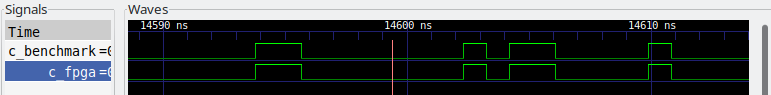 Signals
Waves
Time
14590 ns
14600 ns
14610 ns
c_benchmark =0
c_fpga =0